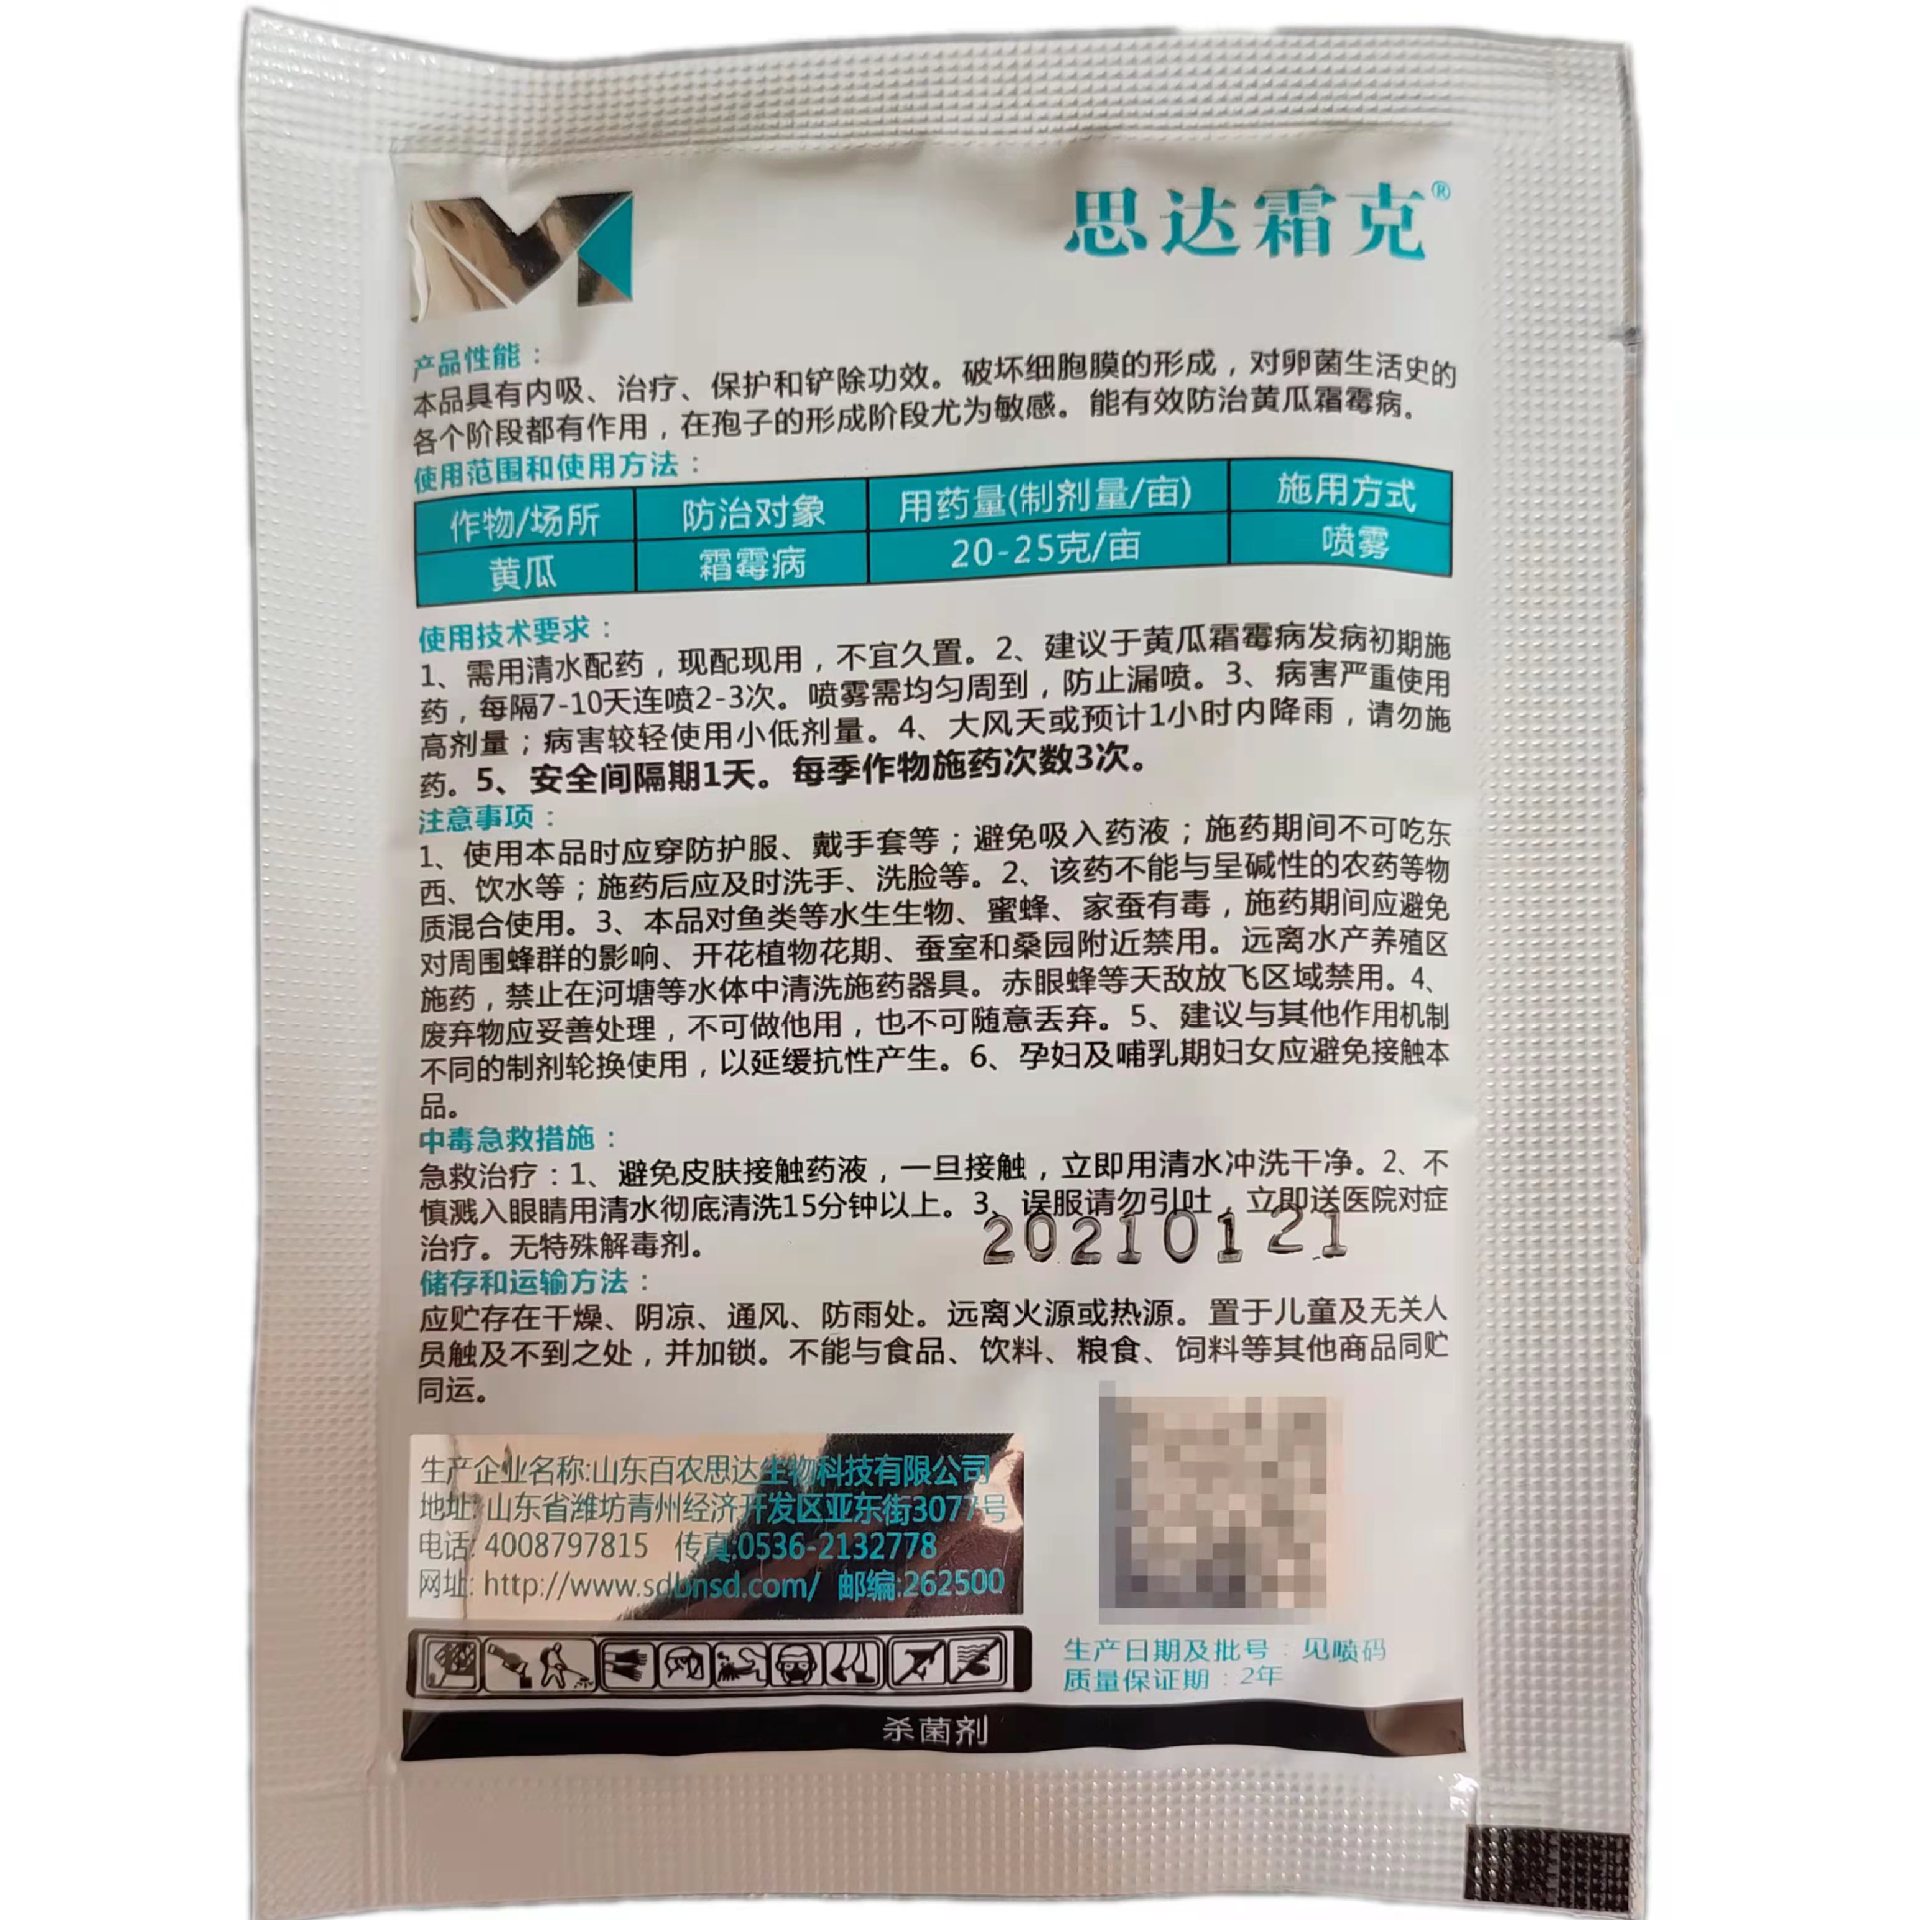 思达霜克®
产品性能：
本品具有内吸、治疗、保护和铲除功效。破坏细胞膜的形成，对卵菌生活史的
各个阶段都有作用，在孢子的形成阶段尤为敏感。能有效防治黄瓜霜霉病。
使用范围和使用方法：
作物/场所 防治对象 用药量(制剂量/亩) 施用方式
黄瓜 霜霉病 20-25克/亩 喷雾
使用技术要求：
1、需用清水配药，现配现用，不宜久置。2、建议于黄瓜霜霉病发病初期施
药，每隔7-10天连喷2-3次。喷雾需均匀周到，防止漏喷。3、病害严重使用
高剂量；病害较轻使用小低剂量。4、大风天或预计1小时内降雨，请勿施
药。5、安全间隔期1天。每季作物施药次数3次。
注意事项：
1、使用本品时应穿防护服、戴手套等；避免吸入药液；施药期间不可吃东
西、饮水等；施药后应及时洗手、洗脸等。2、该药不能与呈碱性的农药等物
质混合使用。3、本品对鱼类等水生生物、蜜蜂、家蚕有毒，施药期间应避免
对周围蜂群的影响、开花植物花期、蚕室和桑园附近禁用。远离水产养殖区
施药，禁止在河塘等水体中清洗施药器具。赤眼蜂等天敌放飞区域禁用。4、
废弃物应妥善处理，不可做他用，也不可随意丢弃。5、建议与其他作用机制
不同的制剂轮换使用，以延缓抗性产生。6、孕妇及哺乳期妇女应避免接触本
品。
中毒急救措施：
急救治疗：1、避免皮肤接触药液，一旦接触，立即用清水冲洗干净。2、不
慎溅入眼睛用清水彻底清洗15分钟以上。3、误服请勿引吐，立即送医院对症
治疗。无特殊解毒剂。
20210121
储存和运输方法：
应贮存在干燥、阴凉、通风、防雨处。远离火源或热源。置于儿童及无关人
员触及不到之处，并加锁。不能与食品、饮料、粮食、饲料等其他商品同贮
同运。
生产企业名称:山东百农思达生物科技有限公司
地址:山东省潍坊青州经济开发区亚东街3077号
电话: 4008797815 传真:0536-2132778
网址: http://www.sdbnsd.com/ 邮编:262500
生产日期及批号：见喷码
质量保证期：2年
杀菌剂